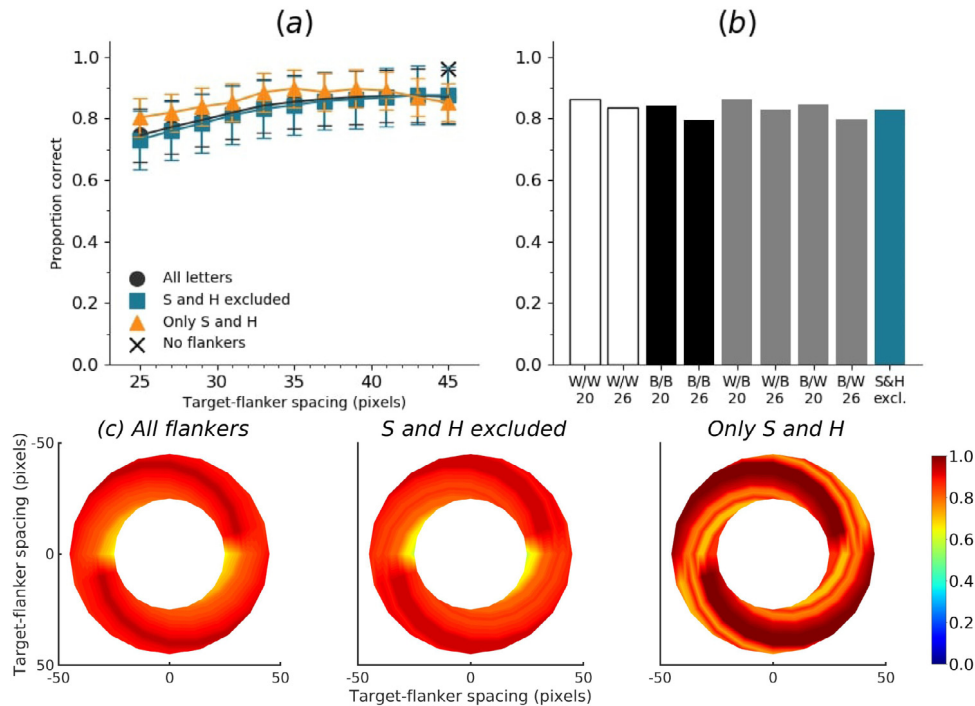 (a)
Proportion correct
1.0
0.8
0.6
0.4
0.2
0.0
All letters
S and H excluded
Only S and H
No flankers
25 30 35 40 45
Target-flanker spacing (pixels)
(b)
1.0
0.8
0.6
0.4
0.2
0.0
W/W W/W B/B B/B W/B W/B B/W B/W S&H
20 26 20 26 20 26 20 26 excl.
(c) All flankers
S and H excluded
Only S and H
Target-flanker spacing (pixels)
-50
0
50
-50 0 50
-50 0 50
-50 0 50
Target-flanker spacing (pixels)
1.0
0.8
0.6
0.4
0.2
0.0